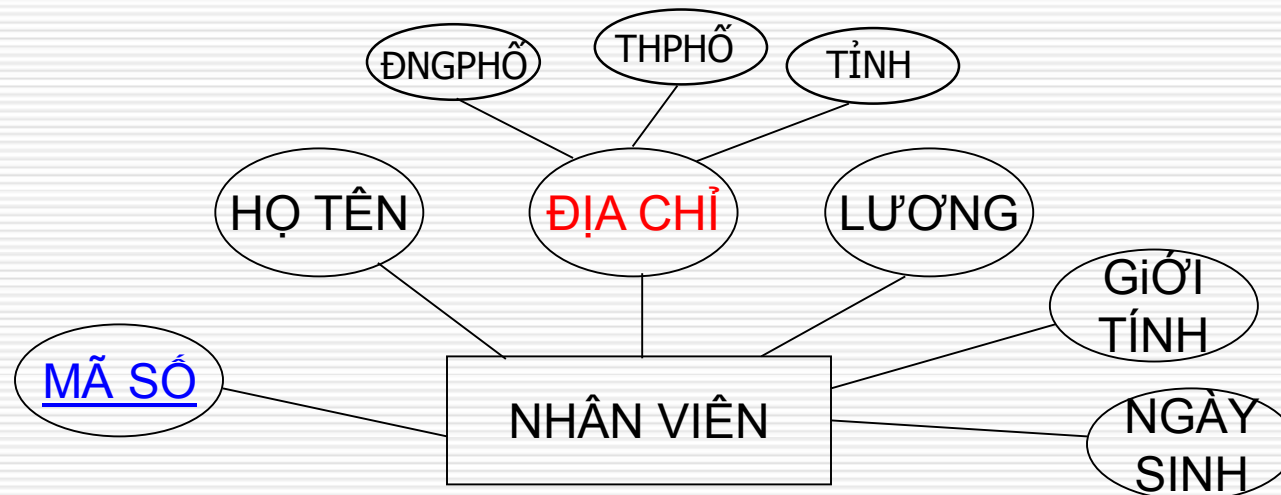 ĐNGPHỐ
THPHỐ
TỈNH
HỌ TÊN
ĐỊA CHỈ
LƯƠNG
GiỚI
TÍNH
MÃ SỐ
NHÂN VIÊN
NGÀY
SINH